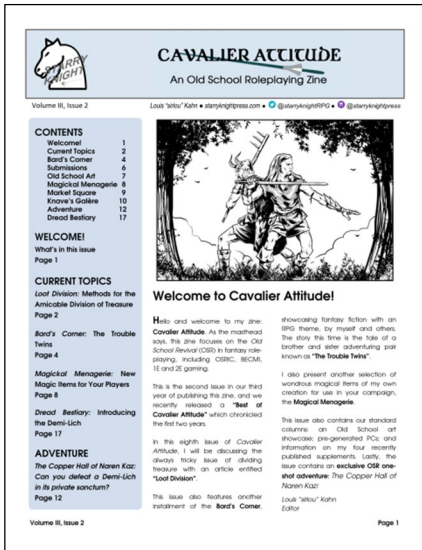 STARRY
KNIGHT
CAVALIER ATTITUDE
An Old School Roleplaying Zine
Volume III, Issue 2
Louis "sirlou" Kahn ● starryknightpress.com ● @starryknightRPG ● @starryknightpress
CONTENTS
Welcome! 1
Current Topics 2
Bard's Corner 4
Submissions 6
Old School Art 7
Magickal Menagerie 8
Market Square 9
Knave's Galère 10
Adventure 12
Dread Bestiary 17
WELCOME!
What's in this issue
Page 1
CURRENT TOPICS
Loot Division: Methods for the
Amicable Division of Treasure
Page 2
Bard's Corner: The Trouble
Twins
Page 4
Magickal Menagerie: New
Magic Items for Your Players
Page 8
Dread Bestiary: Introducing
the Demi-Lich
Page 17
ADVENTURE
The Copper Hall of Naren Kaz:
Can you defeat a Demi-Lich
in its private sanctum?
Page 12
Welcome to Cavalier Attitude!
Hello and welcome to my zine:
Cavalier Attitude. As the masthead
says, this zine focuses on the Old
School Revival (OSR) in fantasy role-
playing, including OSRIC, BECMI,
1E and 2E gaming.
This is the second issue in our third
year of publishing this zine, and we
recently released a "Best of
Cavalier Attitude" which chronicled
the first two years.
In this eighth issue of Cavalier
Attitude, I will be discussing the
always tricky issue of dividing
treasure with an article entitled
"Loot Division".
This issue also features another
installment of the Bard's Corner,
showcasing fantasy fiction with an
RPG theme, by myself and others.
The story this time is the tale of a
brother and sister adventuring pair
known as "The Trouble Twins".
I also present another selection of
wondrous magical items of my own
creation for use in your campaign,
the Magical Menagerie.
This issue also contains our standard
columns: an Old School art
showcase; pre-generated PCs; and
information on my four recently
published supplements. Lastly, the
issue contains an exclusive OSR one-
shot adventure: The Copper Hall of
Naren Kaz!
Louis "sirlou" Kahn
Editor
Volume III, Issue 2
Page 1